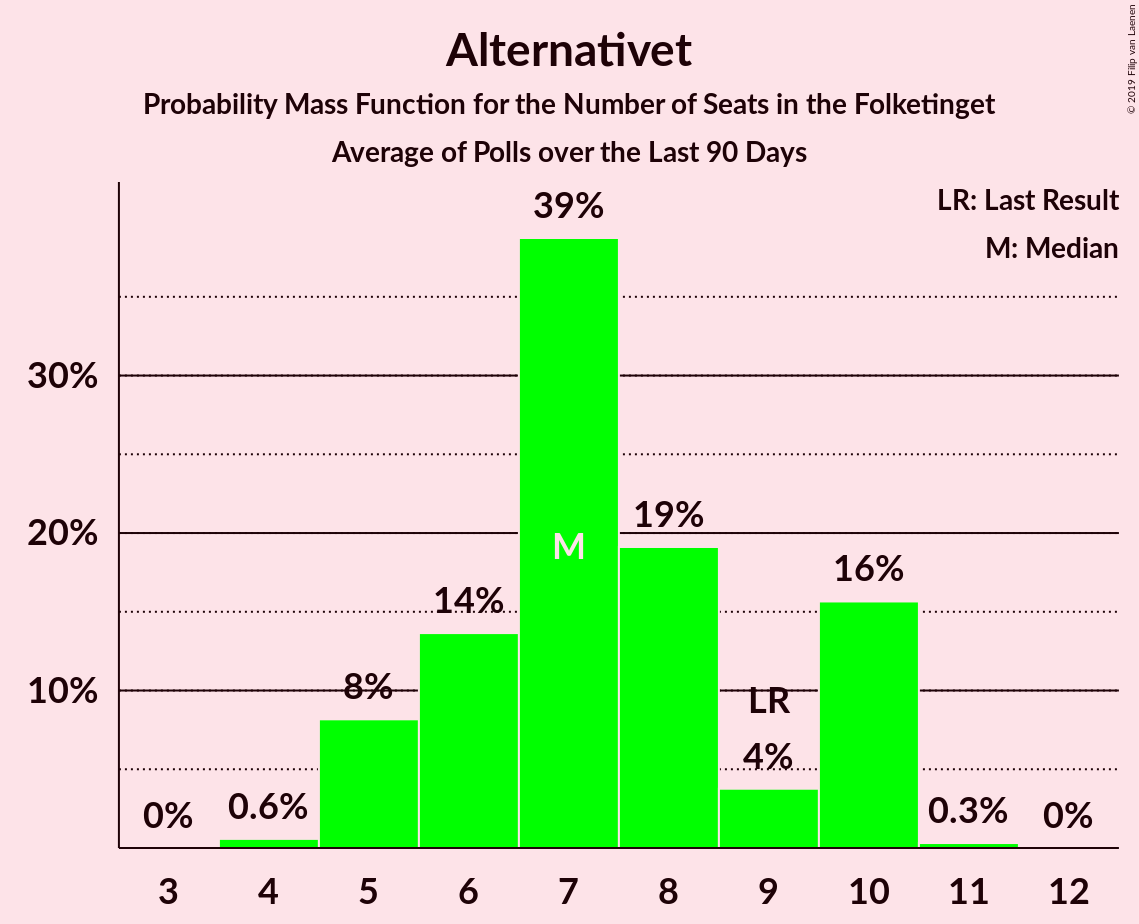 Alternativet
Probability Mass Function for the Number of Seats in the Folketinget
Average of Polls over the Last 90 Days
© 2019 Filip van Laenen
LR: Last Result
M: Median
39%
30%
20%
10%
M
19%
16%
14%
8%
LR
4%
0%
0.6%
0.3%
0%
3 4 5 6 7 8 9 10 11 12